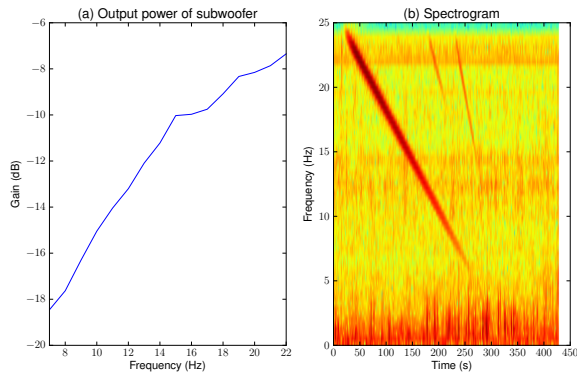 (a) Output power of subwoofer
−6
−8
−10
−12
−14
−16
−18
−20
Gain (dB)
8 10 12 14 16 18 20 22
Frequency (Hz)
(b) Spectrogram
25
20
15
10
5
0
Frequency (Hz)
0 50 100 150 200 250 300 350 400 450
Time (s)